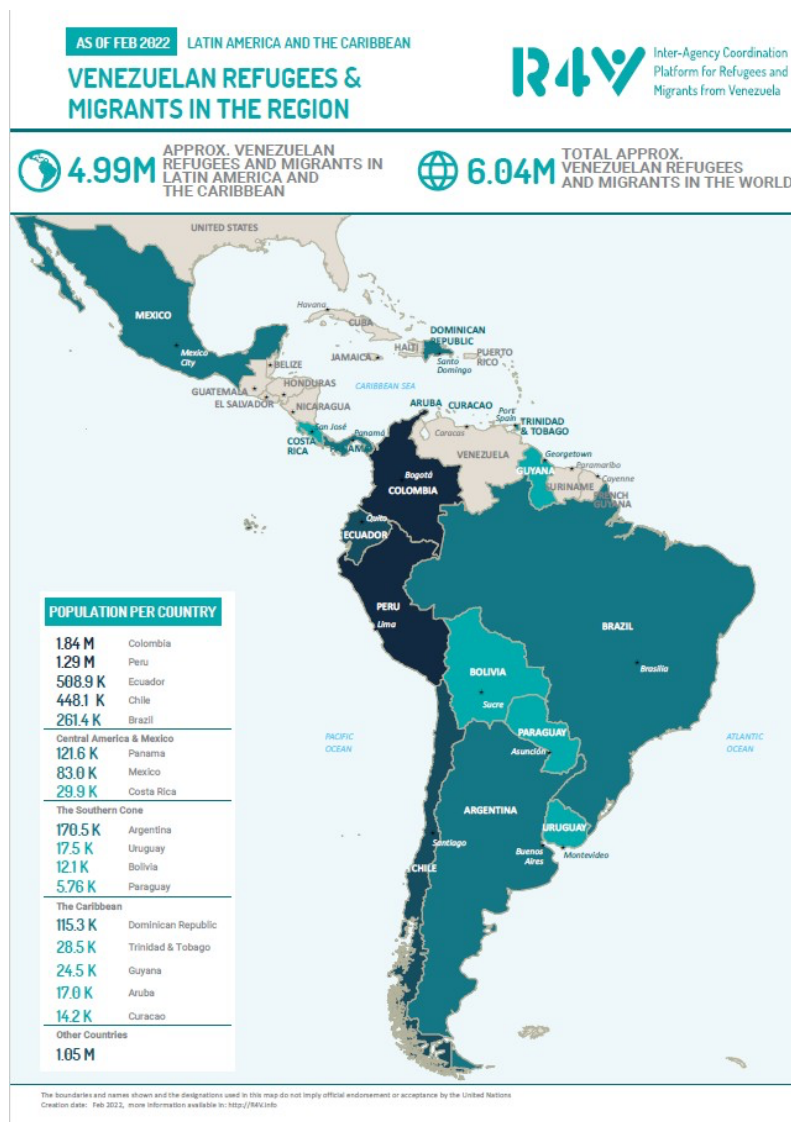 AS OF FEB 2022 LATIN AMERICA AND THE CARIBBEAN
VENEZUELAN REFUGEES &
MIGRANTS IN THE REGION
R4V
Inter-Agency Coordination
Platform for Refugees and
Migrants from Venezuela
4.99M
APPROX. VENEZUELAN
REFUGEES AND MIGRANTS IN
LATIN AMERICA AND
THE CARIBBEAN
6.04M
TOTAL APPROX.
VENEZUELAN REFUGEES
AND MIGRANTS IN THE WORLD
UNITED STATES
MEXICO
Mexico
City
Havana
CUBA
JAMAICA
HAITI
DOMINICAN
REPUBLIC
Santo
Domingo
PUERTO
RICO
BELIZE
GUATEMALA
HONDURAS
EL SALVADOR
NICARAGUA
CARIBBEAN SEA
San José
COSTA
RICA
Panamá
PANAMA
ARUBA
CURACAO
Port
Spain
TRINIDAD
& TOBAGO
Caracas
VENEZUELA
Georgetown
GUYANA
Paramaribo
SURINAME
Cayenne
FRENCH
GUIANA
Bogotá
COLOMBIA
Quito
ECUADOR
PERU
Lima
BRAZIL
Brasilia
BOLIVIA
Sucre
PARAGUAY
Asunción
PACIFIC
OCEAN
ATLANTIC
OCEAN
ARGENTINA
URUGUAY
Santiago
Buenos
Aires
Montevideo
CHILE
POPULATION PER COUNTRY
1.84 M Colombia
1.29 M Peru
508.9 K Ecuador
448.1 K Chile
261.4 K Brazil
Central America & Mexico
121.6 K Panama
83.0 K Mexico
29.9 K Costa Rica
The Southern Cone
170.5 K Argentina
17.5 K Uruguay
12.1 K Bolivia
5.76 K Paraguay
The Caribbean
115.3 K Dominican Republic
28.5 K Trinidad & Tobago
24.5 K Guyana
17.0 K Aruba
14.2 K Curacao
Other Countries
1.05 M
The boundaries and names shown and the designations used in this map do not imply official endorsement or acceptance by the United Nations
Creation date: Feb 2022, more information available in: http://R4V.info